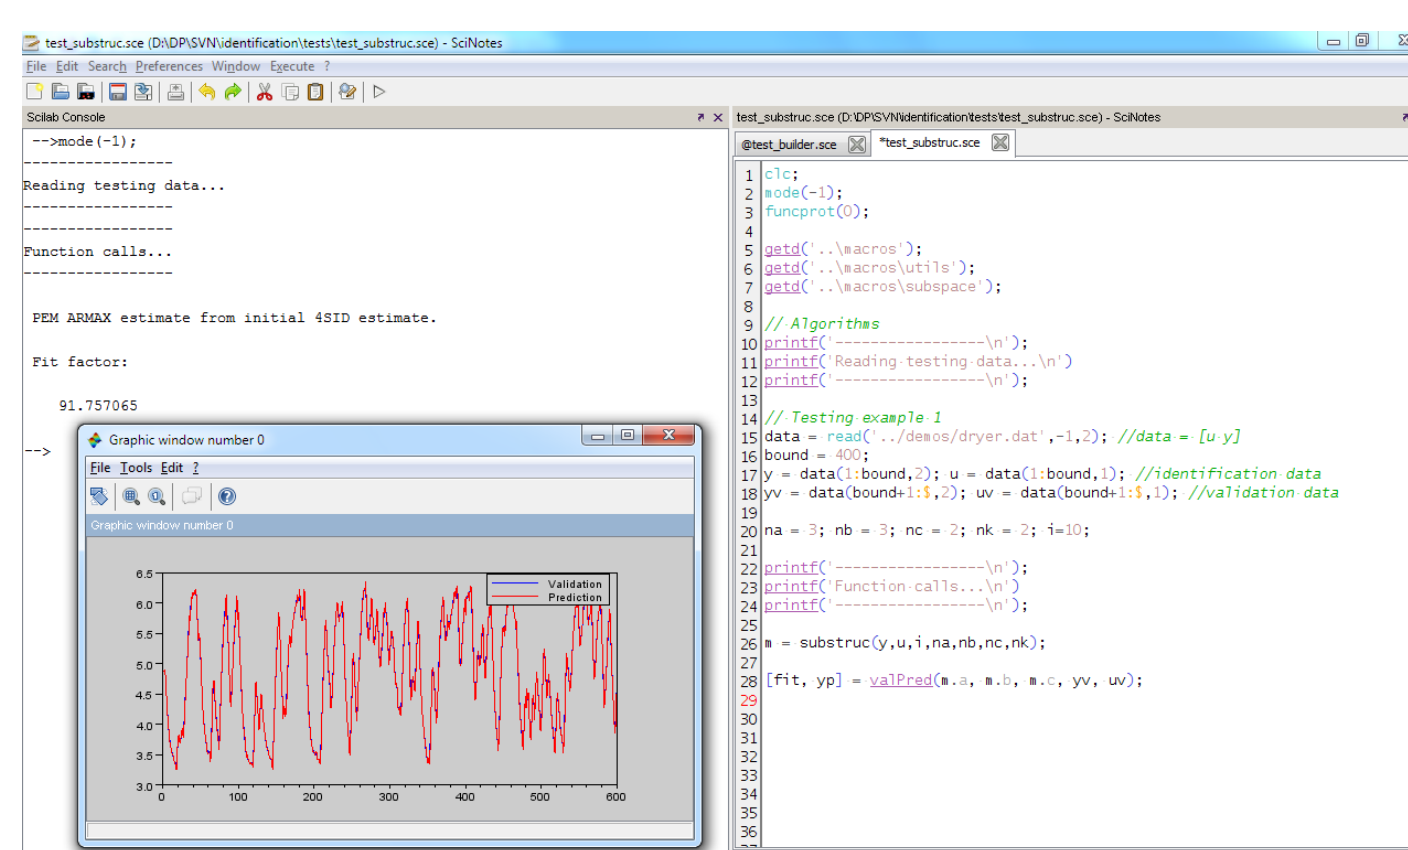 test_substruc.sce (D:\DP\SVN\identification\tests\test_substruc.sce) - SciNotes
File Edit Search Preferences Window Execute ?
Scilab Console
-->mode(-1);
-----------------
Reading testing data...
-----------------
-----------------
Function calls...
-----------------
PEM ARMAX estimate from initial 4SID estimate.
Fit factor:
91.757065
-->
Graphic window number 0
File Tools Edit ?
Graphic window number 0
Validation
Prediction
6.5
6.0
5.5
5.0
4.5
4.0
3.5
3.0
0 100 200 300 400 500 600
test_substruc.sce (D:\DP\SVN\identification\tests\test_substruc.sce) - SciNotes
@test_builder.sce *test_substruc.sce
1 clc;
2 mode(-1);
3 funcprot(0);
4
5 getd('..\macros');
6 getd('..\macros\utils');
7 getd('..\macros\subspace');
8
9 // Algorithms
10 printf('-----------------\n');
11 printf('Reading testing data...\n')
12 printf('-----------------\n');
13
14 // Testing example 1
15 data = read('../demos/dryer.dat',-1,2); //data = [u y]
16 bound = 400;
17 y = data(1:bound,2); u = data(1:bound,1); //identification data
18 yv = data(bound+1:$,2); uv = data(bound+1:$,1); //validation data
19
20 na = 3; nb = 3; nc = 2; nk = 2; i=10;
21
22 printf('-----------------\n');
23 printf('Function calls...\n')
24 printf('-----------------\n');
25
26 m = substruc(y,u,i,na,nb,nc,nk);
27
28 [fit, yp] = valPred(m.a, m.b, m.c, yv, uv);
29
30
31
32
33
34
35
36